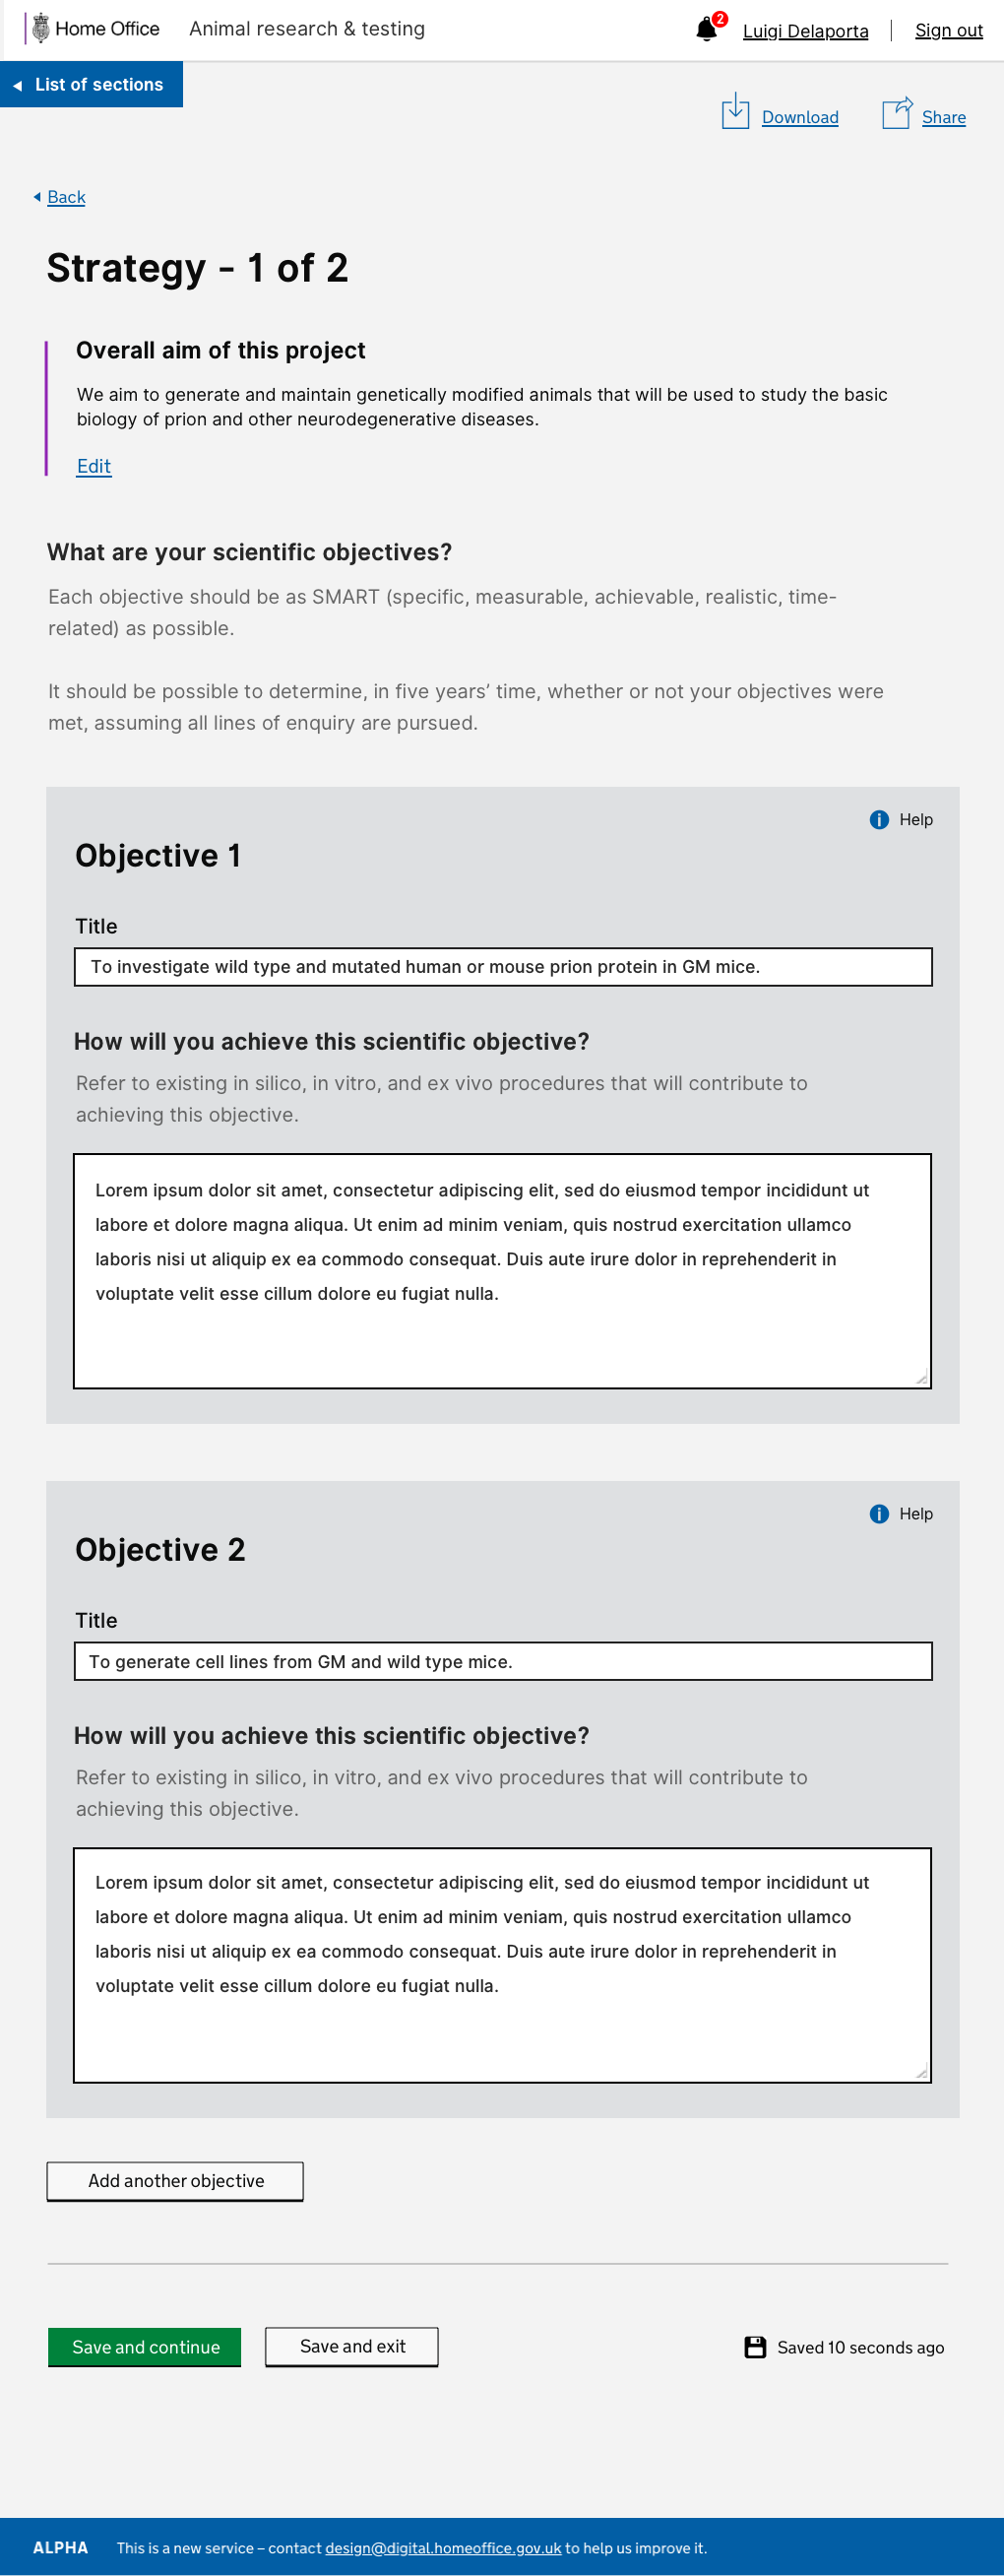 Home Office Animal research & testing 2 Luigi Delaporta Sign out
List of sections
Download Share
Back
Strategy - 1 of 2
Overall aim of this project
We aim to generate and maintain genetically modified animals that will be used to study the basic
biology of prion and other neurodegenerative diseases.
Edit
What are your scientific objectives?
Each objective should be as SMART (specific, measurable, achievable, realistic, time-
related) as possible.
It should be possible to determine, in five years’ time, whether or not your objectives were
met, assuming all lines of enquiry are pursued.
Help
Objective 1
Title
To investigate wild type and mutated human or mouse prion protein in GM mice.
How will you achieve this scientific objective?
Refer to existing in silico, in vitro, and ex vivo procedures that will contribute to
achieving this objective.
Lorem ipsum dolor sit amet, consectetur adipiscing elit, sed do eiusmod tempor incididunt ut
labore et dolore magna aliqua. Ut enim ad minim veniam, quis nostrud exercitation ullamco
laboris nisi ut aliquip ex ea commodo consequat. Duis aute irure dolor in reprehenderit in
voluptate velit esse cillum dolore eu fugiat nulla.
Help
Objective 2
Title
To generate cell lines from GM and wild type mice.
How will you achieve this scientific objective?
Refer to existing in silico, in vitro, and ex vivo procedures that will contribute to
achieving this objective.
Lorem ipsum dolor sit amet, consectetur adipiscing elit, sed do eiusmod tempor incididunt ut
labore et dolore magna aliqua. Ut enim ad minim veniam, quis nostrud exercitation ullamco
laboris nisi ut aliquip ex ea commodo consequat. Duis aute irure dolor in reprehenderit in
voluptate velit esse cillum dolore eu fugiat nulla.
Add another objective
Save and continue Save and exit Saved 10 seconds ago
ALPHA This is a new service – contact design@digital.homeoffice.gov.uk to help us improve it.